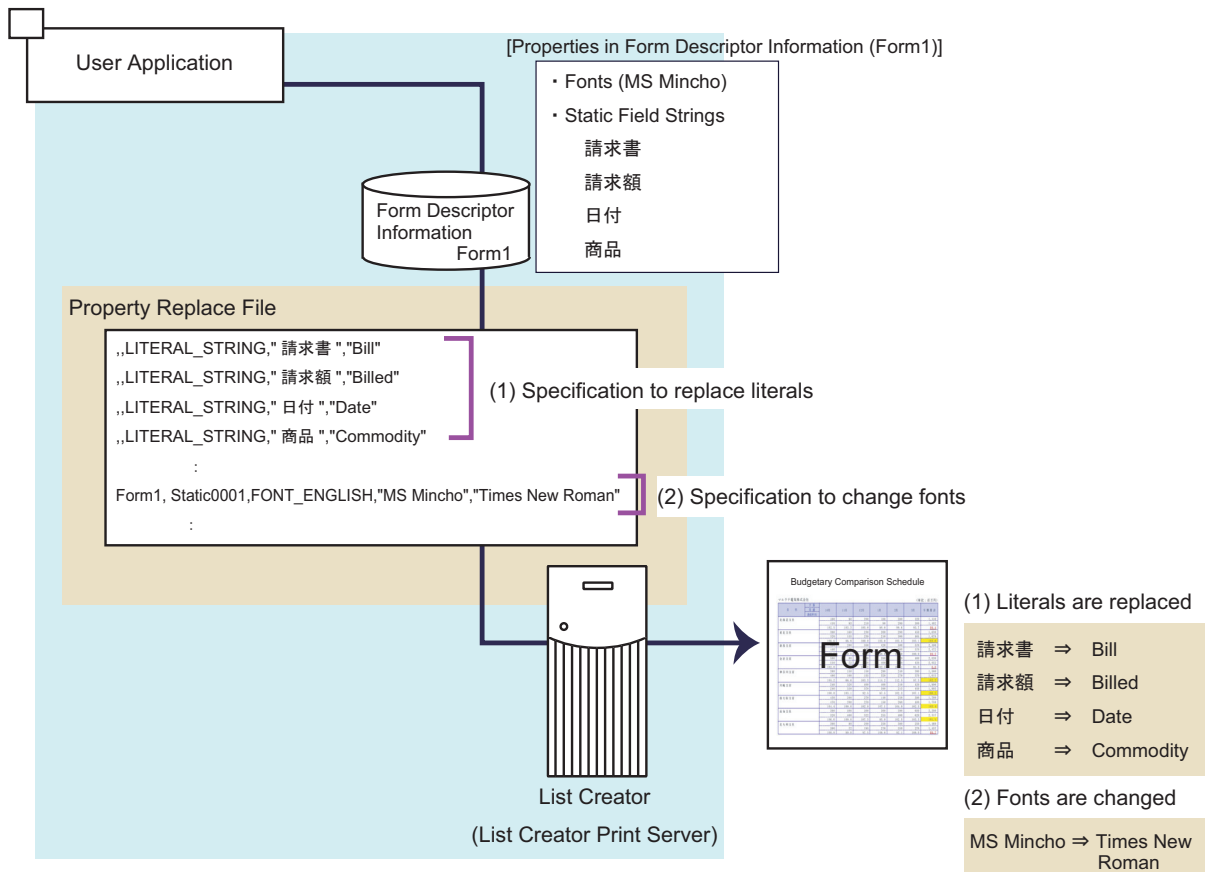 User Application
[Properties in Form Descriptor Information (Form1)]
・Fonts (MS Mincho)
・Static Field Strings
請求書
請求額
日付
商品
Form Descriptor
Information
Form1
Property Replace File
,,LITERAL_STRING," 請求書 ","Bill"
,,LITERAL_STRING," 請求額 ","Billed"
,,LITERAL_STRING," 日付 ","Date"
,,LITERAL_STRING," 商品 ","Commodity"
:
Form1, Static0001,FONT_ENGLISH,"MS Mincho","Times New Roman"
:
(1) Specification to replace literals
(2) Specification to change fonts
List Creator
(List Creator Print Server)
Budgetary Comparison Schedule
Form
(1) Literals are replaced
請求書 ⇒ Bill
請求額 ⇒ Billed
日付 ⇒ Date
商品 ⇒ Commodity
(2) Fonts are changed
MS Mincho ⇒ Times New
Roman